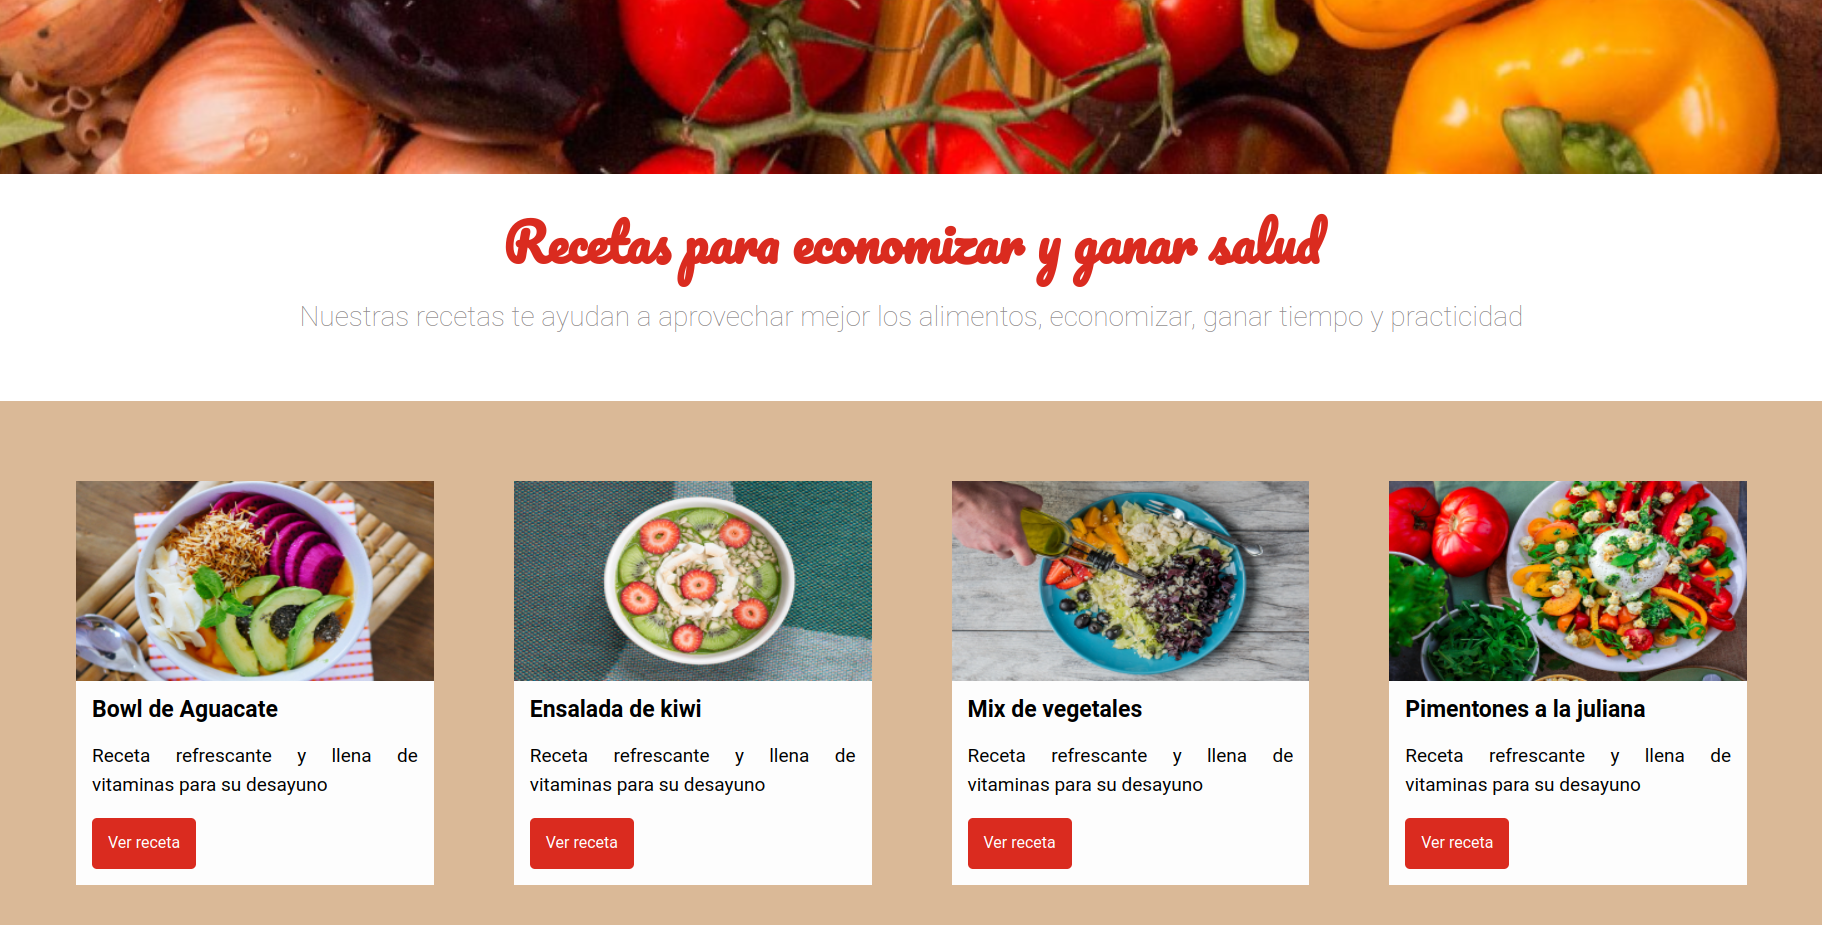 Recetas para economizar y ganar salud
Nuestras recetas te ayudan a aprovechar mejor los alimentos, economizar, ganar tiempo y practicidad
Bowl de Aguacate
Receta refrescante y llena de
vitaminas para su desayuno
Ver receta
Ensalada de kiwi
Receta refrescante y llena de
vitaminas para su desayuno
Ver receta
Mix de vegetales
Receta refrescante y llena de
vitaminas para su desayuno
Ver receta
Pimentones a la juliana
Receta refrescante y llena de
vitaminas para su desayuno
Ver receta